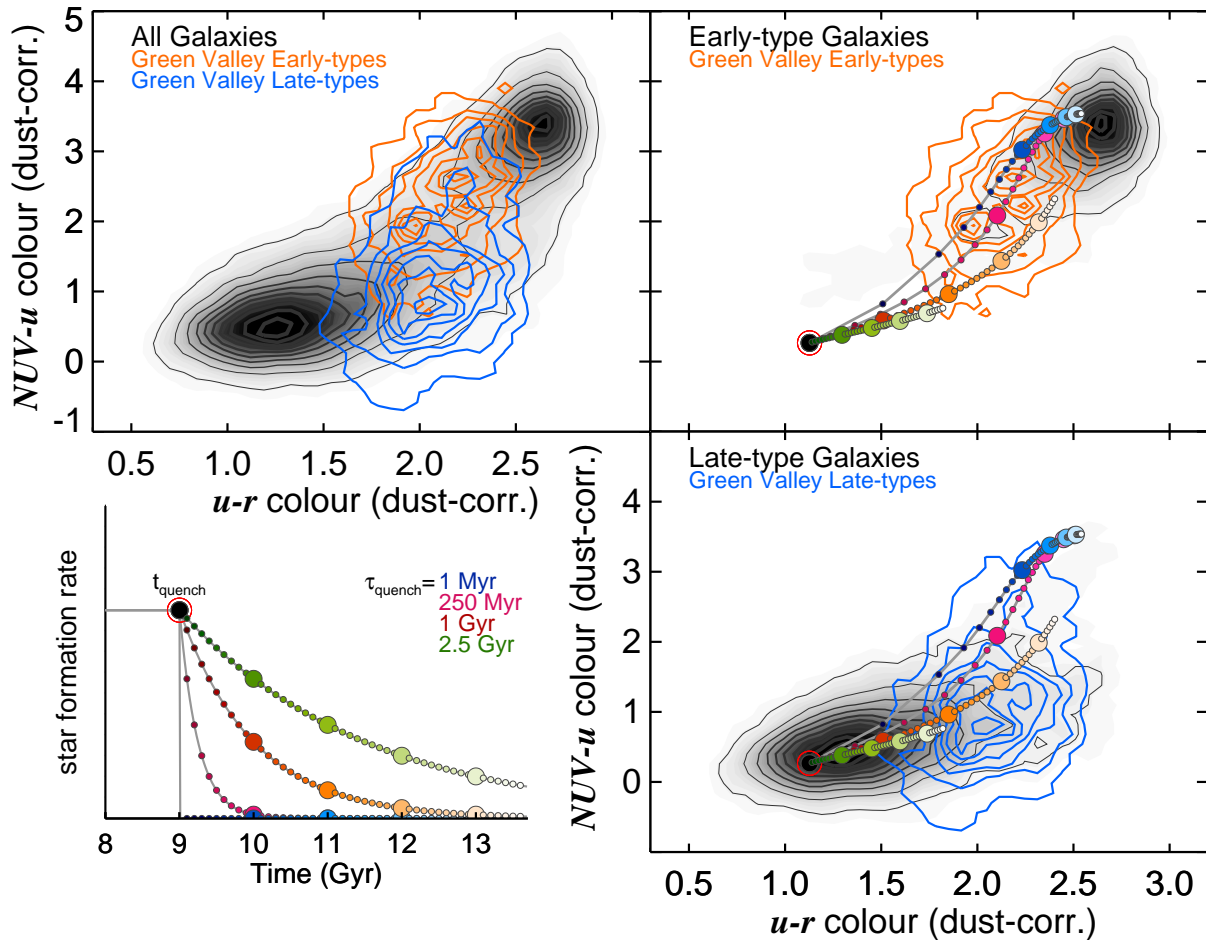 All Galaxies
Green Valley Early-types
Green Valley Late-types
NUV-u colour (dust-corr.)
5
4
3
2
1
0
-1
0.5 1.0 1.5 2.0 2.5
u-r colour (dust-corr.)
Early-type Galaxies
Green Valley Early-types
star formation rate
t_quench
τ_quench= 1 Myr
250 Myr
1 Gyr
2.5 Gyr
8 9 10 11 12 13
Time (Gyr)
Late-type Galaxies
Green Valley Late-types
NUV-u colour (dust-corr.)
4
3
2
1
0
0.5 1.0 1.5 2.0 2.5 3.0
u-r colour (dust-corr.)